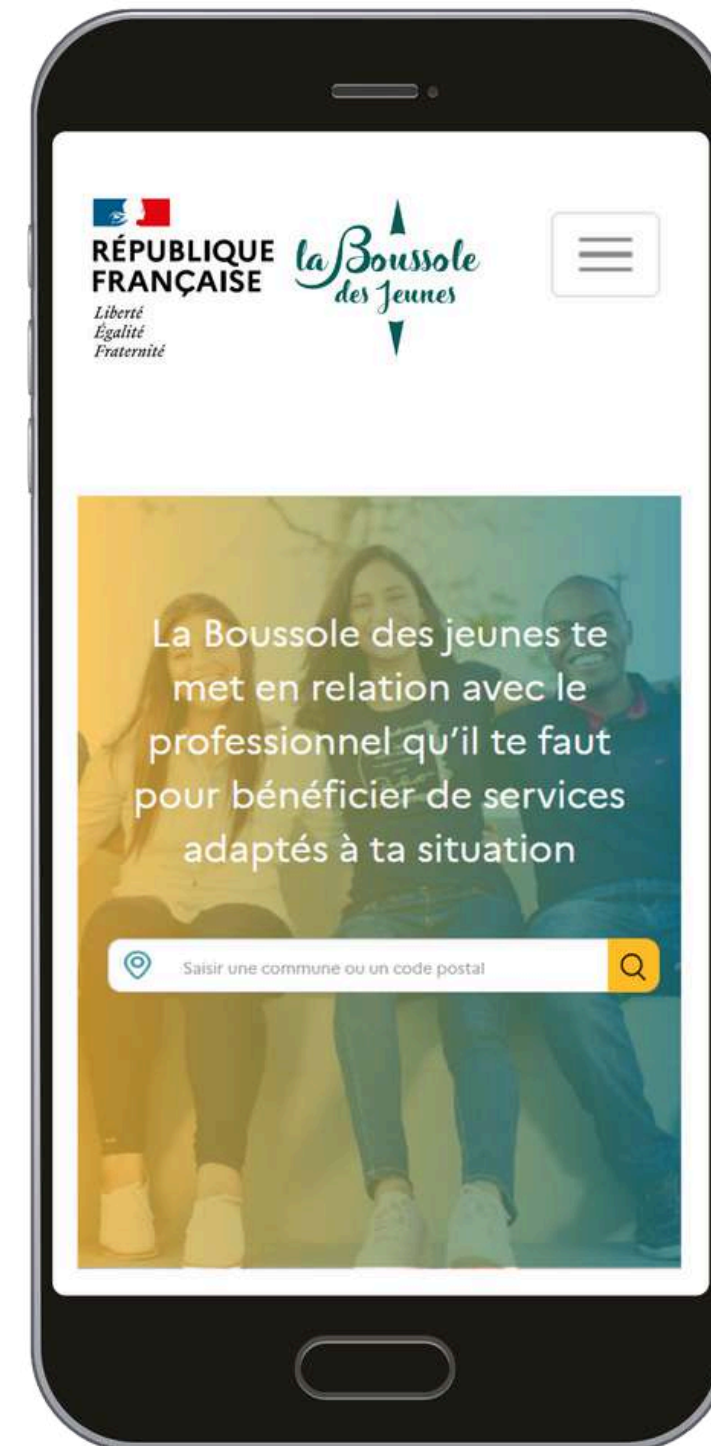 RÉPUBLIQUE
FRANÇAISE
Liberté
Égalité
Fraternité
la Boussole
des Jeunes
La Boussole des jeunes te
met en relation avec le
professionnel qu'il te faut
pour bénéficier de services
adaptés à ta situation
Saisir une commune ou un code postal